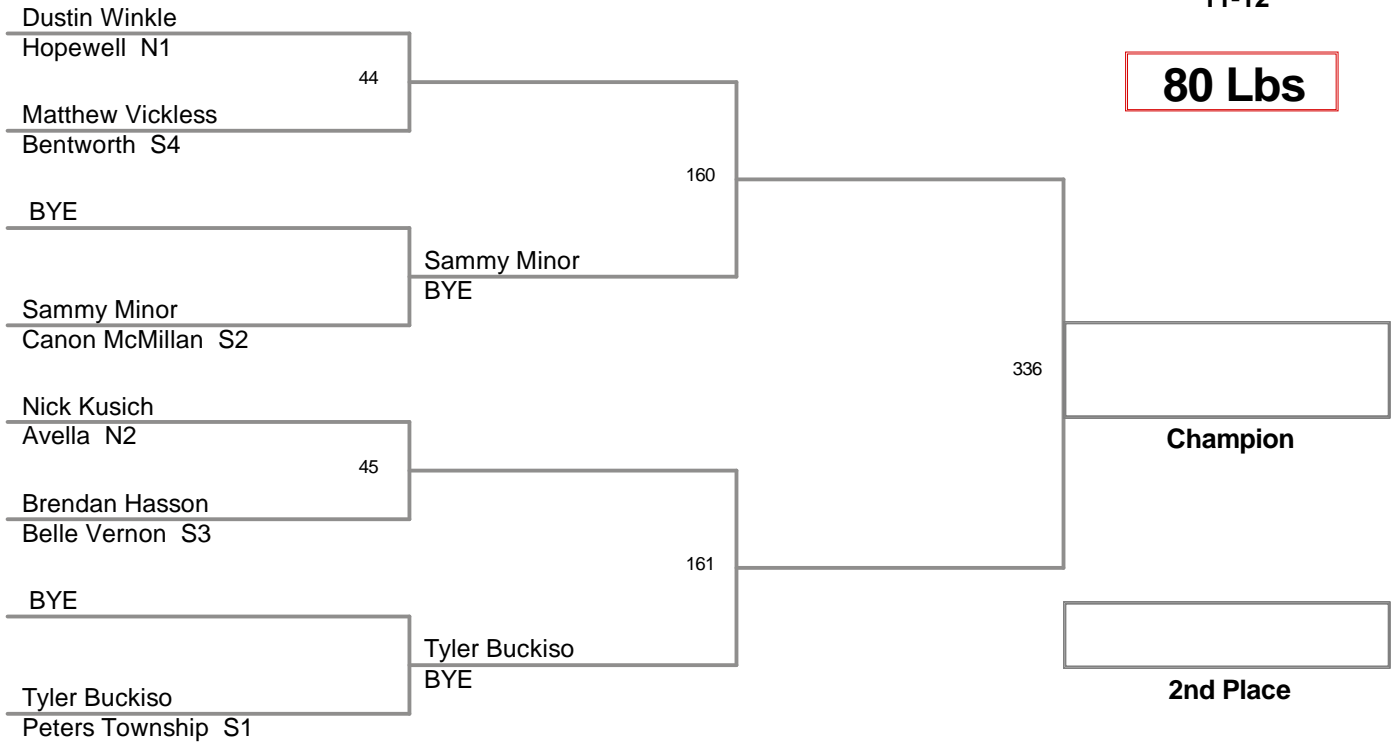 11-12
80 Lbs
Dustin Winkle
Hopewell N1
44
Matthew Vickless
Bentworth S4
160
BYE
Sammy Minor
BYE
Sammy Minor
Canon McMillan S2
336
Nick Kusich
Avella N2
Champion
45
Brendan Hasson
Belle Vernon S3
161
BYE
Tyler Buckiso
BYE
Tyler Buckiso
Peters Township S1
2nd Place